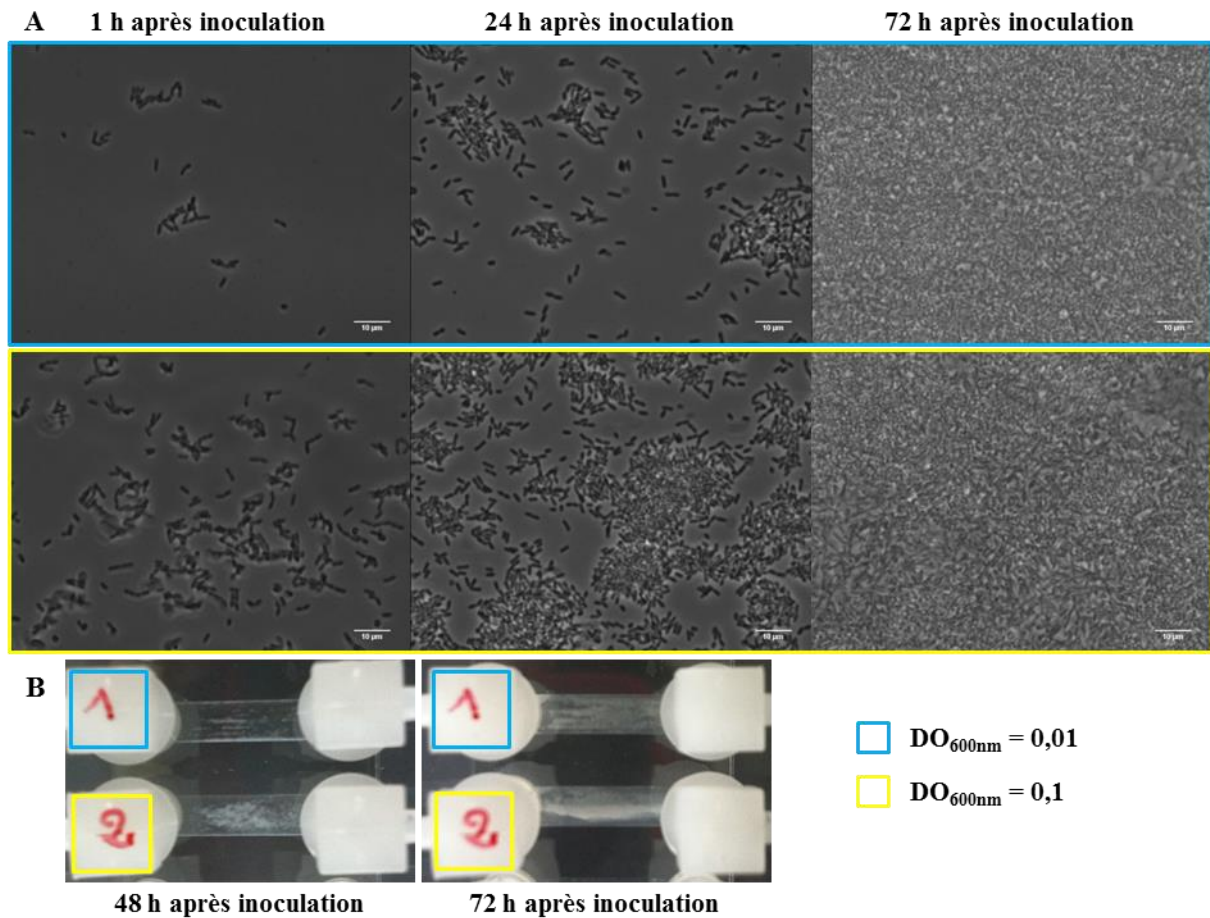 A 1 h après inoculation 24 h après inoculation 72 h après inoculation
10 µm 10 µm 10 µm
10 µm 10 µm 10 µm
B
1 1
2 2
DO600nm = 0,01
DO600nm = 0,1
48 h après inoculation 72 h après inoculation